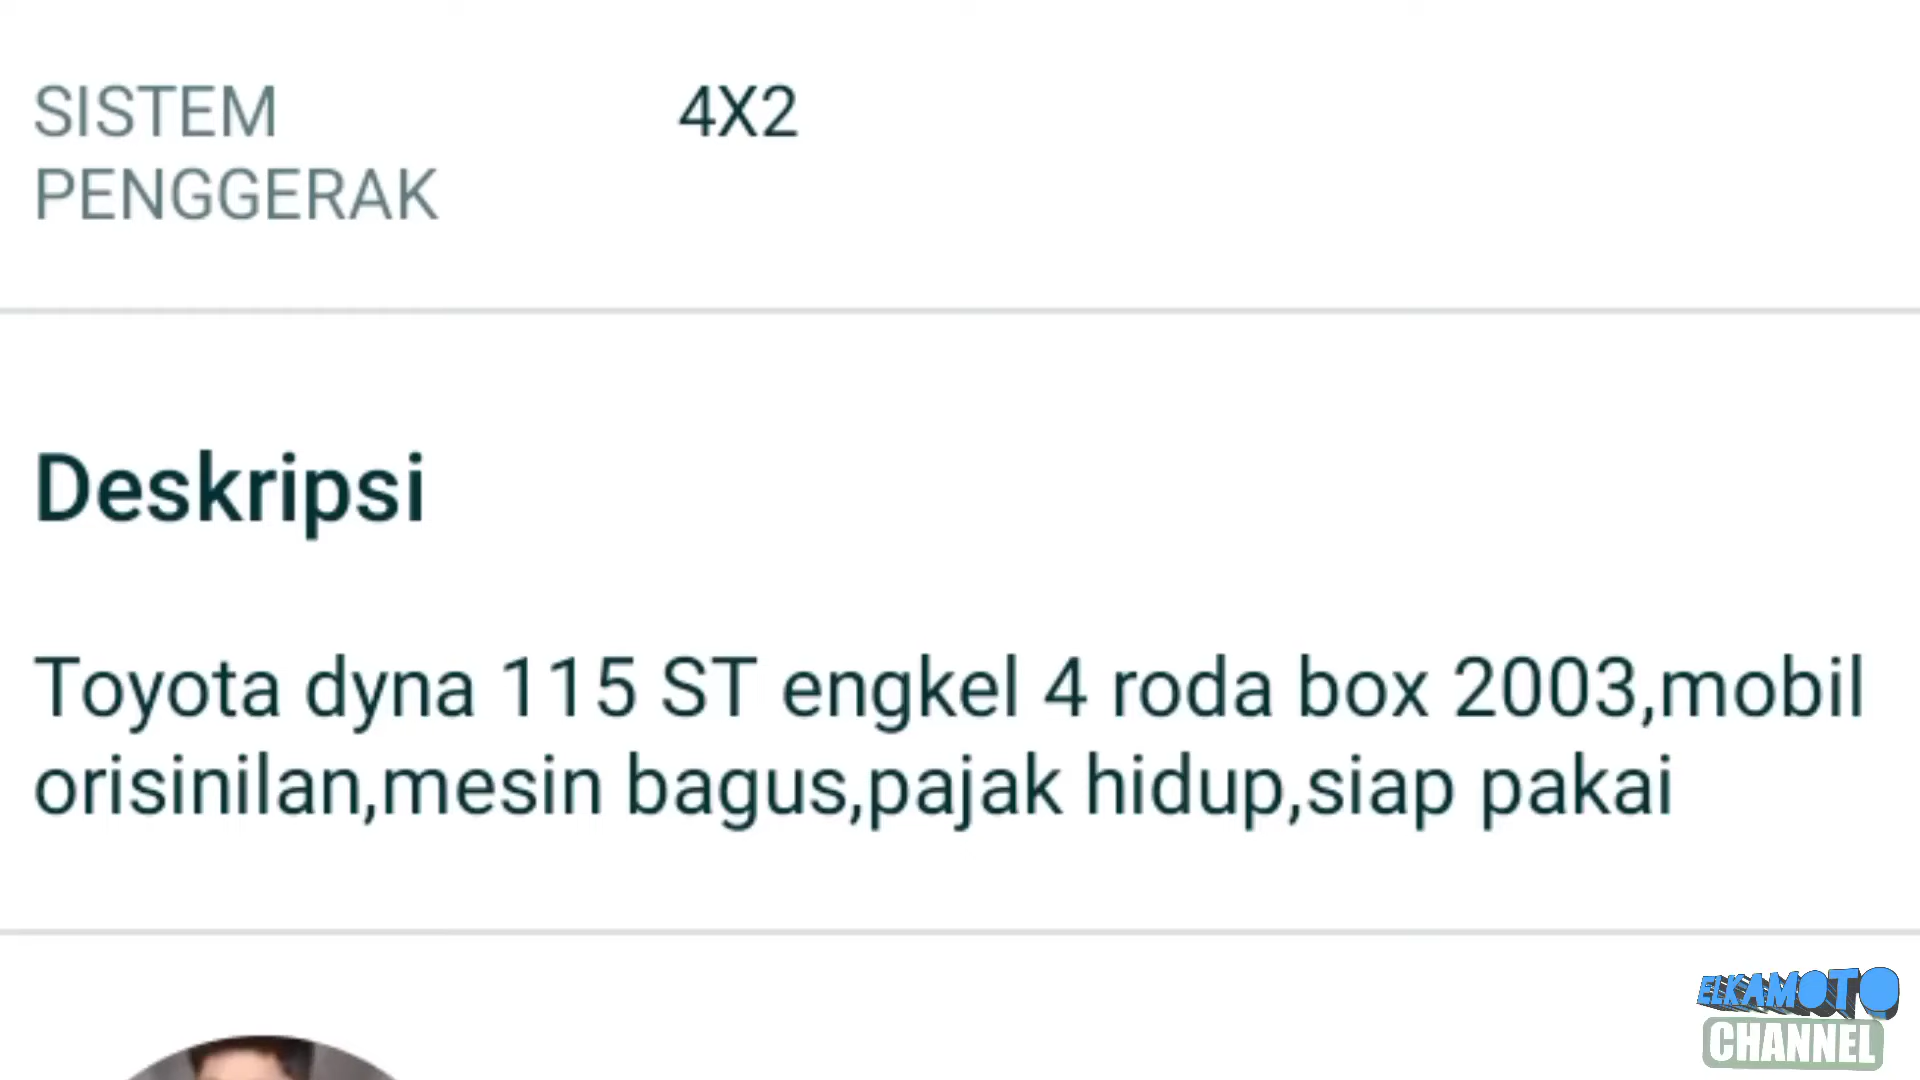 SISTEM 4X2
PENGGERAK
Deskripsi
Toyota dyna 115 ST engkel 4 roda box 2003,mobil
orisinilan,mesin bagus,pajak hidup,siap pakai
ELKAMOTO
CHANNEL